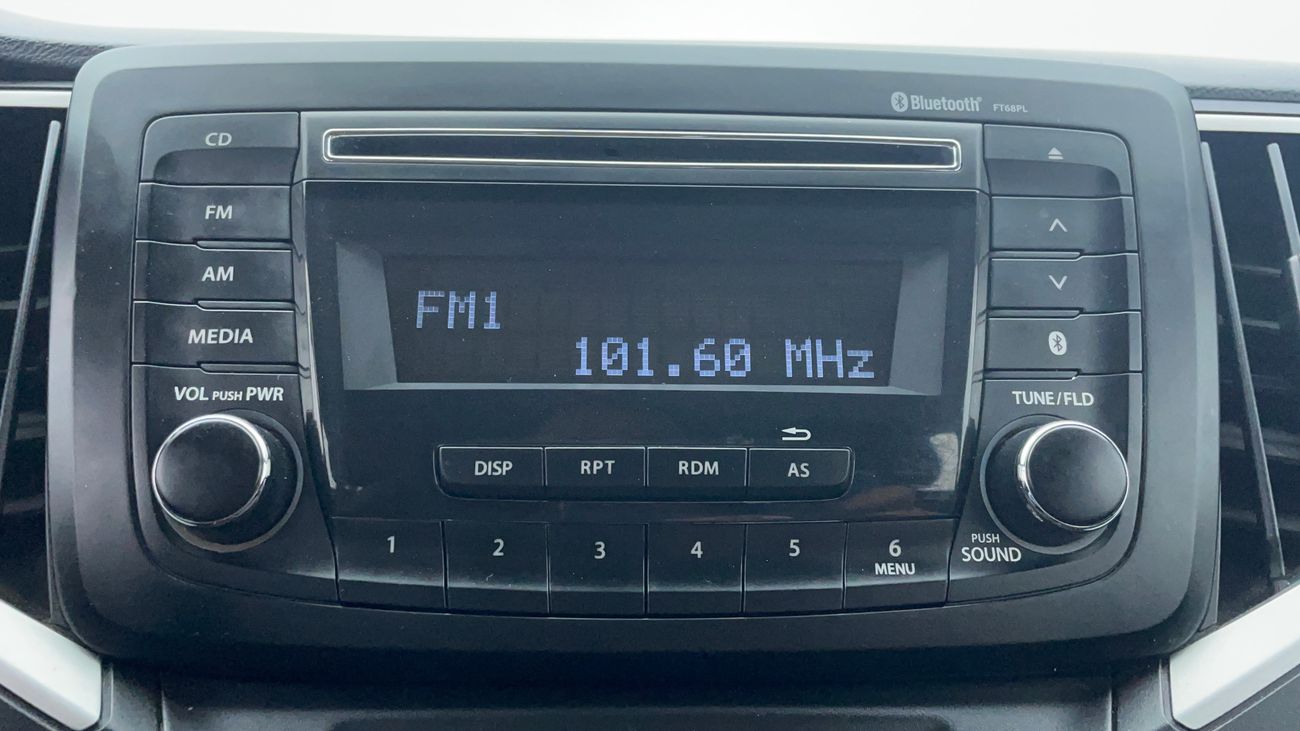 Bluetooth® FT68PL
CD
FM
AM
MEDIA
VOL PUSH PWR
FM1
101.60 MHz
TUNE/FLD
DISP RPT RDM AS
PUSH
SOUND
1 2 3 4 5 6
MENU